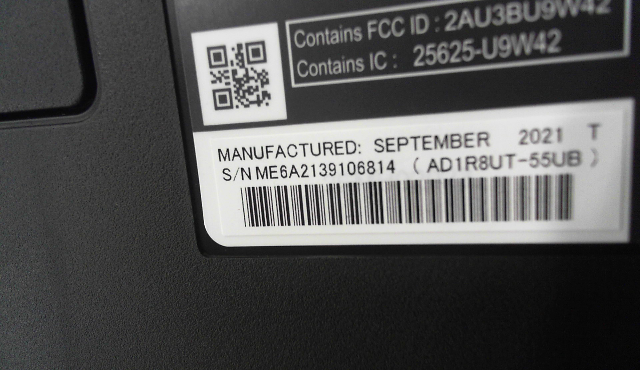 Contains FCC ID : 2AU3BU9W42
Contains IC : 25625-U9W42
MANUFACTURED: SEPTEMBER 2021 T
S/N ME6A2139106814 ( AD1R8UT-55UB )